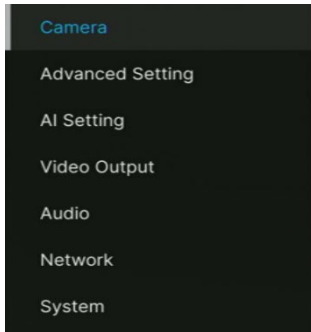 Camera
Advanced Setting
AI Setting
Video Output
Audio
Network
System